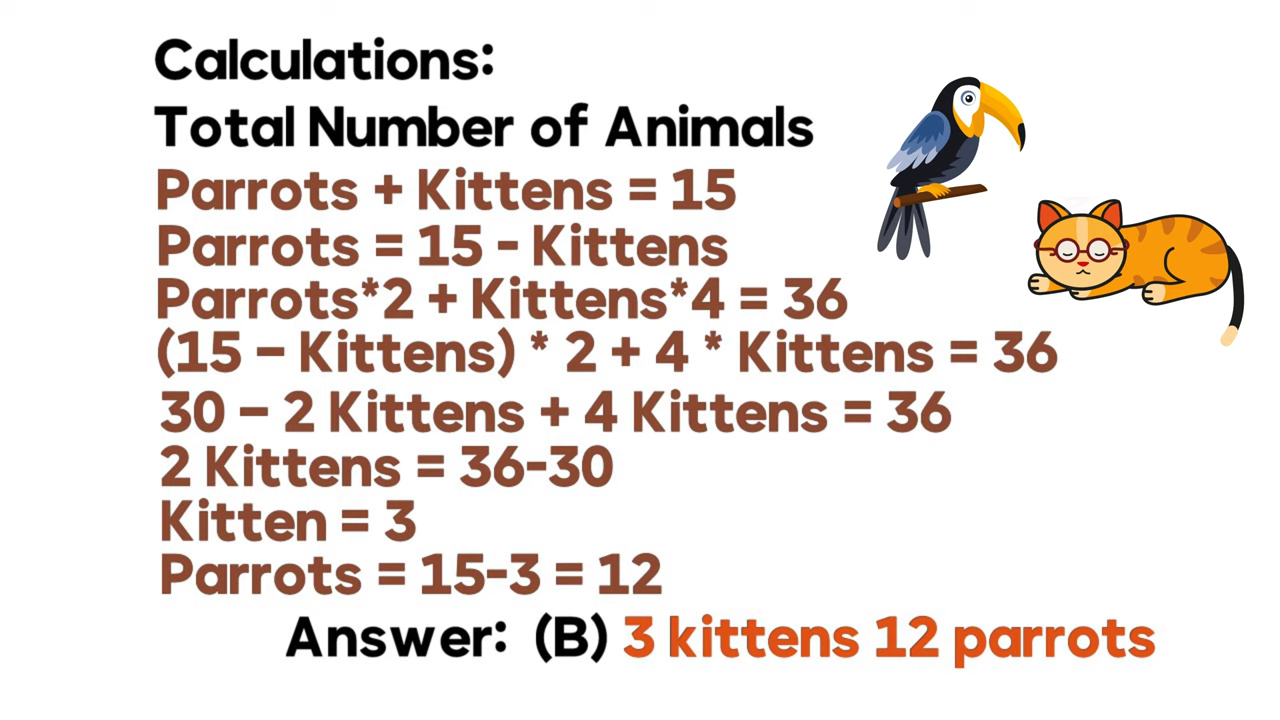 Calculations:
Total Number of Animals
Parrots + Kittens = 15
Parrots = 15 - Kittens
Parrots*2 + Kittens*4 = 36
(15 – Kittens) * 2 + 4 * Kittens = 36
30 – 2 Kittens + 4 Kittens = 36
2 Kittens = 36-30
Kitten = 3
Parrots = 15-3 = 12
Answer: (B) 3 kittens 12 parrots